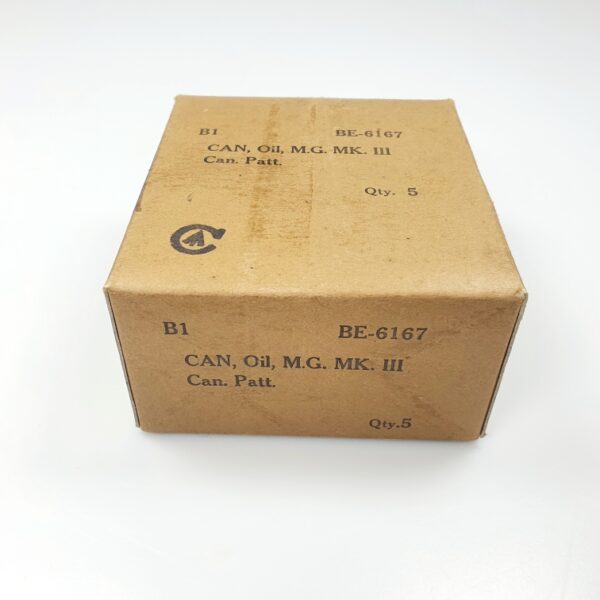 B1 BE-6167
CAN, Oil, M.G. MK. III
Can. Patt.
Qty. 5
B1 BE-6167
CAN, Oil, M.G. MK. III
Can. Patt.
Qty.5